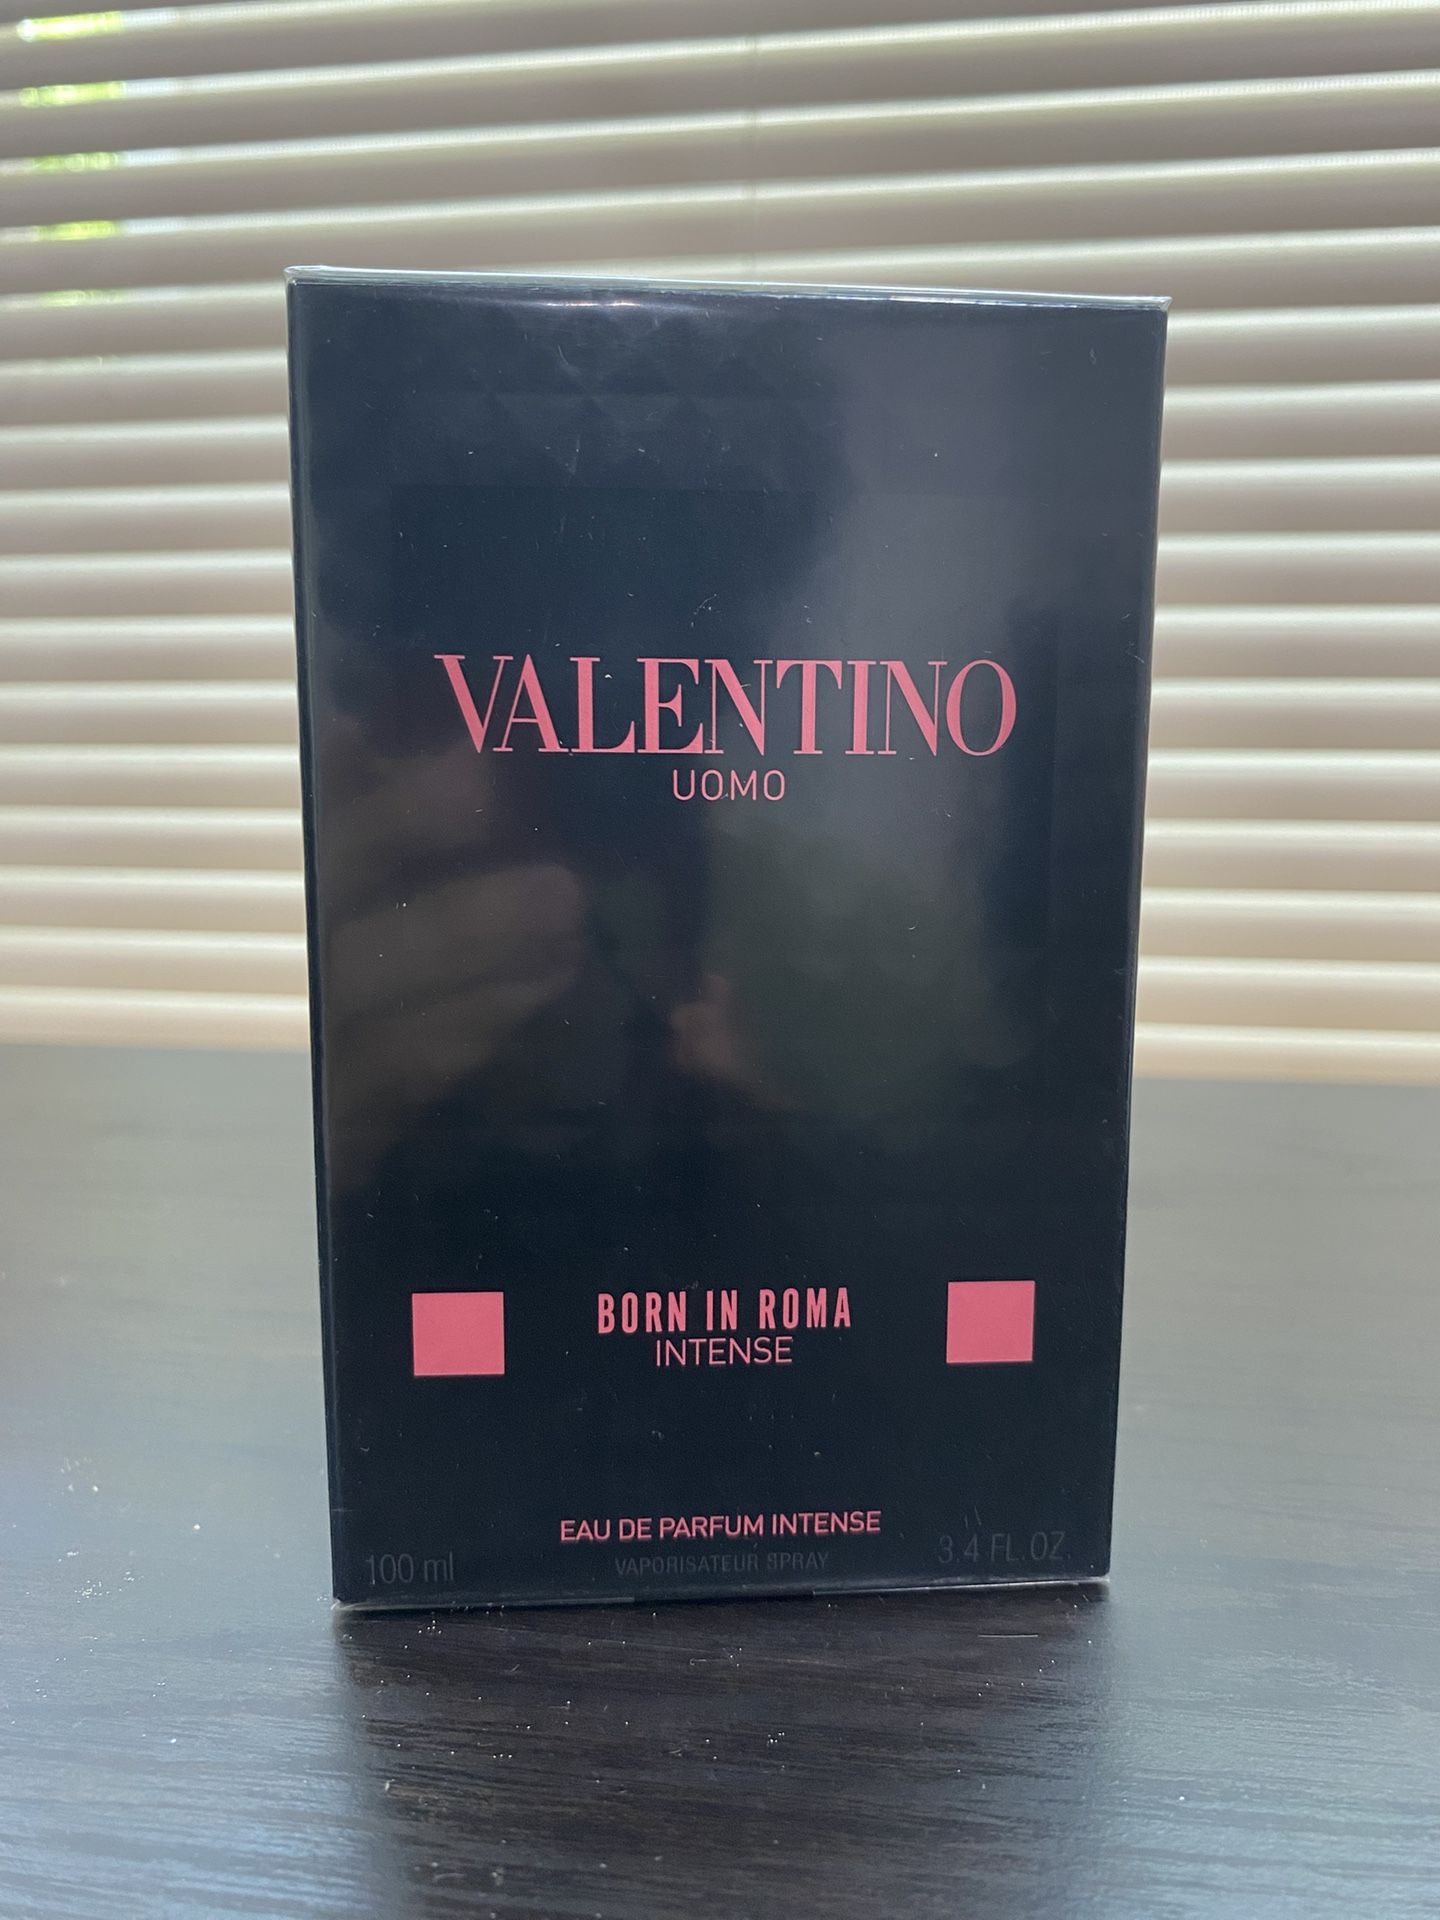 VALENTINO
UOMO
BORN IN ROMA
INTENSE
EAU DE PARFUM INTENSE
100 ml VAPORISATEUR SPRAY 3.4 FL.OZ.